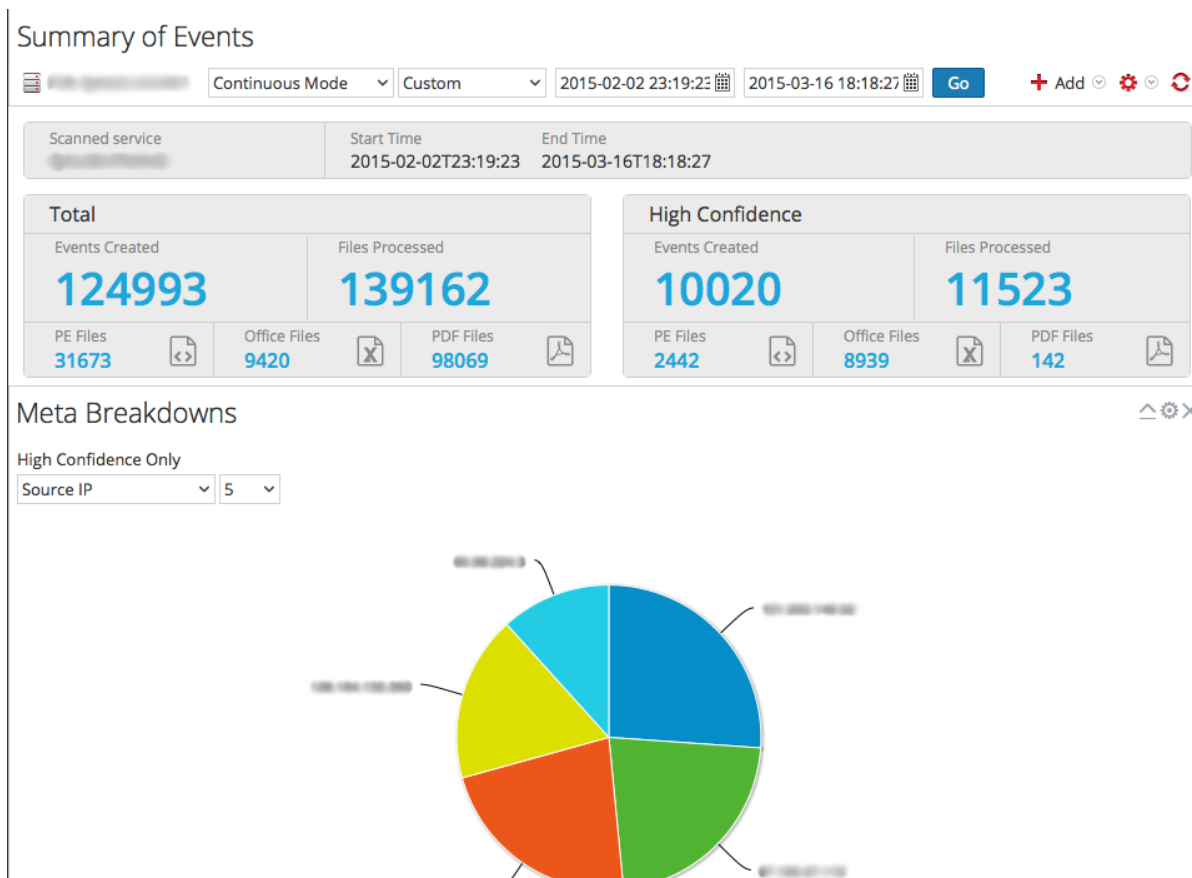 Summary of Events
Continuous Mode Custom 2015-02-02 23:19:23 2015-03-16 18:18:27 Go Add
Scanned service Start Time End Time
2015-02-02T23:19:23 2015-03-16T18:18:27
Total High Confidence
Events Created Files Processed Events Created Files Processed
124993 139162 10020 11523
PE Files Office Files PDF Files PE Files Office Files PDF Files
31673 9420 98069 2442 8939 142
Meta Breakdowns
High Confidence Only
Source IP 5